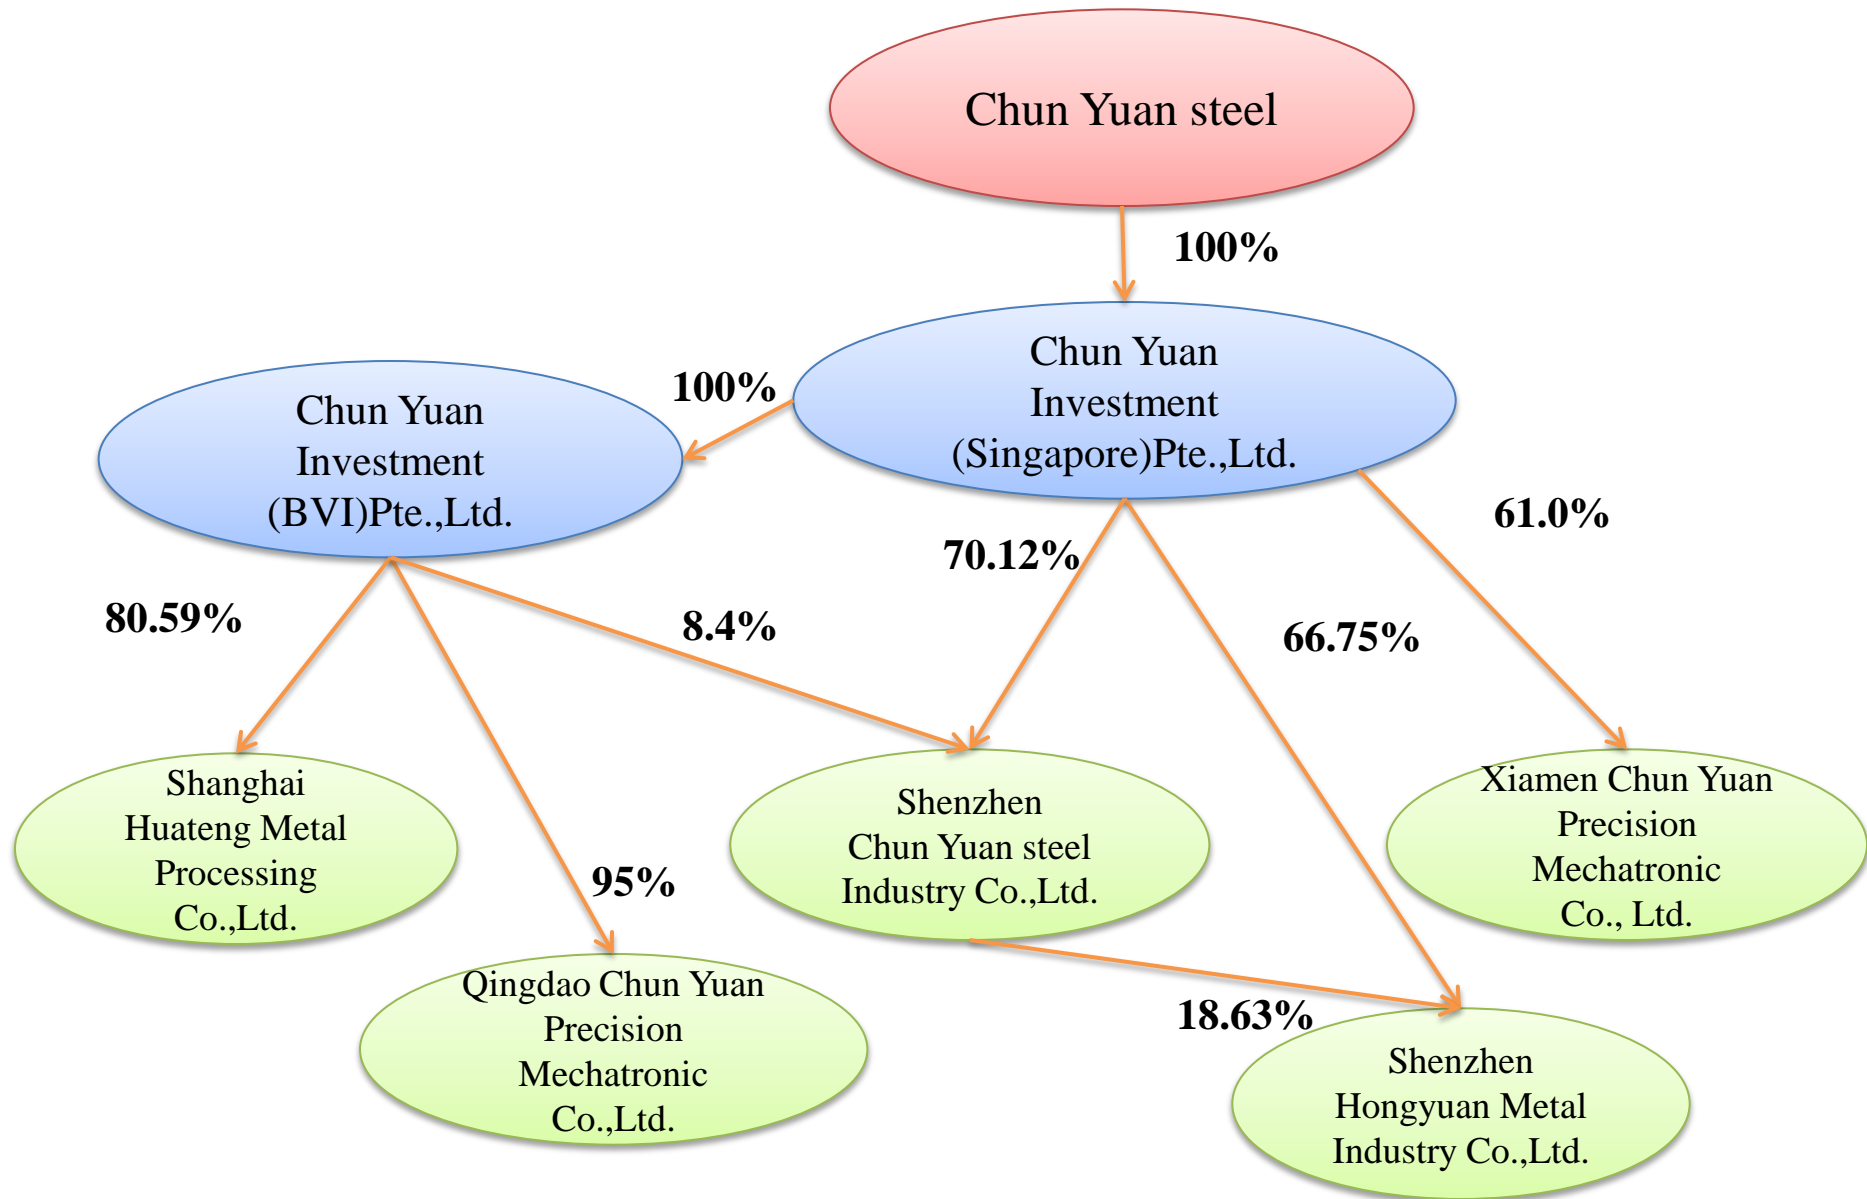 Chun Yuan steel
100%
Chun Yuan
Investment
(Singapore)Pte.,Ltd.
100%
Chun Yuan
Investment
(BVI)Pte.,Ltd.
61.0%
70.12%
80.59%
8.4%
66.75%
Shanghai
Huateng Metal
Processing
Co.,Ltd.
Shenzhen
Chun Yuan steel
Industry Co.,Ltd.
Xiamen Chun Yuan
Precision
Mechatronic
Co., Ltd.
95%
Qingdao Chun Yuan
Precision
Mechatronic
Co.,Ltd.
18.63%
Shenzhen
Hongyuan Metal
Industry Co.,Ltd.